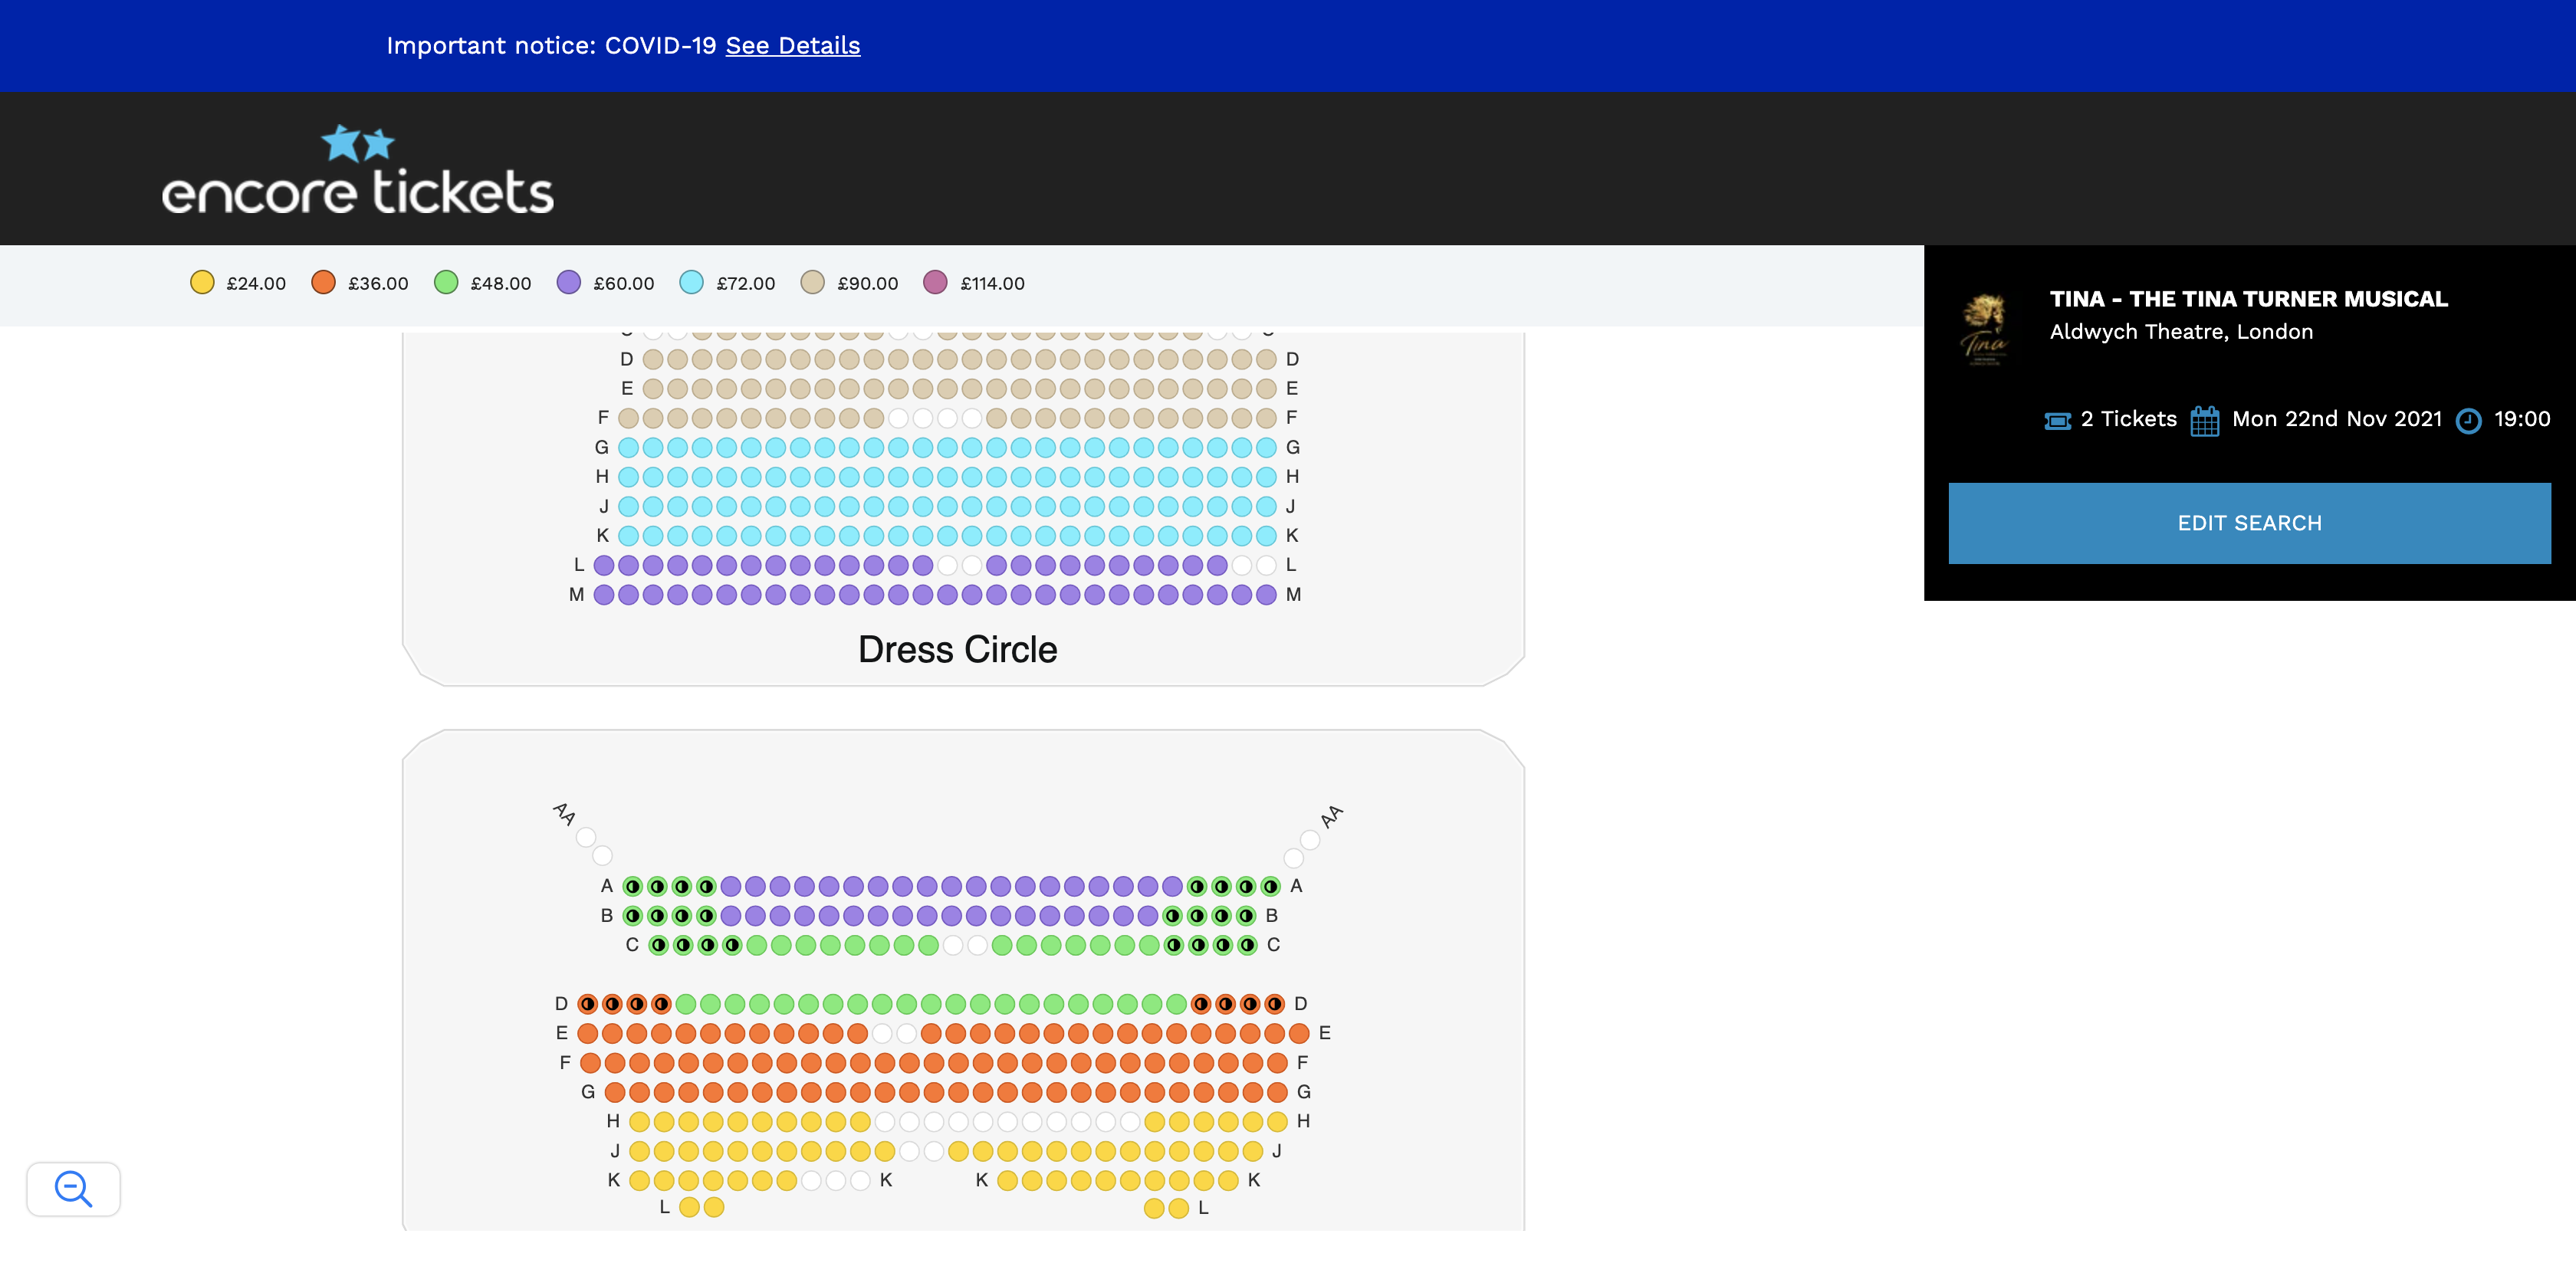 Important notice: COVID-19 See Details
encore tickets
£24.00 £36.00 £48.00 £60.00 £72.00 £90.00 £114.00
TINA - THE TINA TURNER MUSICAL
Aldwych Theatre, London
Tina
2 Tickets Mon 22nd Nov 2021 19:00
EDIT SEARCH
D D
E E
F F
G G
H H
J J
K K
L L
M M
Dress Circle
AA AA
A A
B B
C C
D D
E E
F F
G G
H H
J J
K K K K
L L